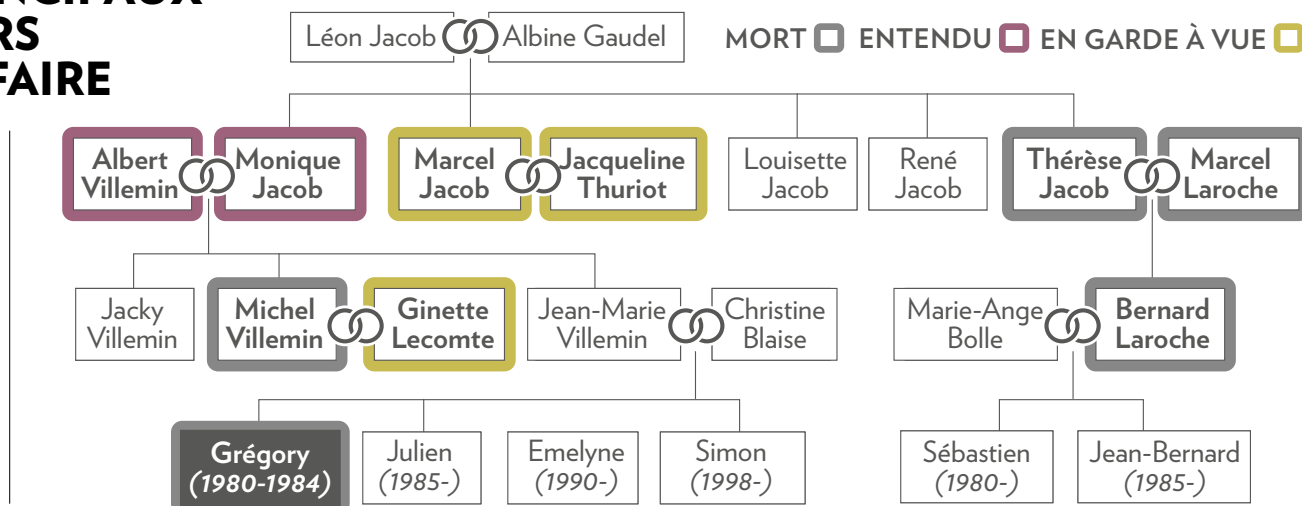 RS
FAIRE
Léon Jacob
Albine Gaudel
MORT
ENTENDU
EN GARDE À VUE
Albert
Villemin
Monique
Jacob
Marcel
Jacob
Jacqueline
Thuriot
Louisette
Jacob
René
Jacob
Thérèse
Jacob
Marcel
Laroche
Jacky
Villemin
Michel
Villemin
Ginette
Lecomte
Jean-Marie
Villemin
Christine
Blaise
Marie-Ange
Bolle
Bernard
Laroche
Grégory
(1980-1984)
Julien
(1985-)
Emelyne
(1990-)
Simon
(1998-)
Sébastien
(1980-)
Jean-Bernard
(1985-)